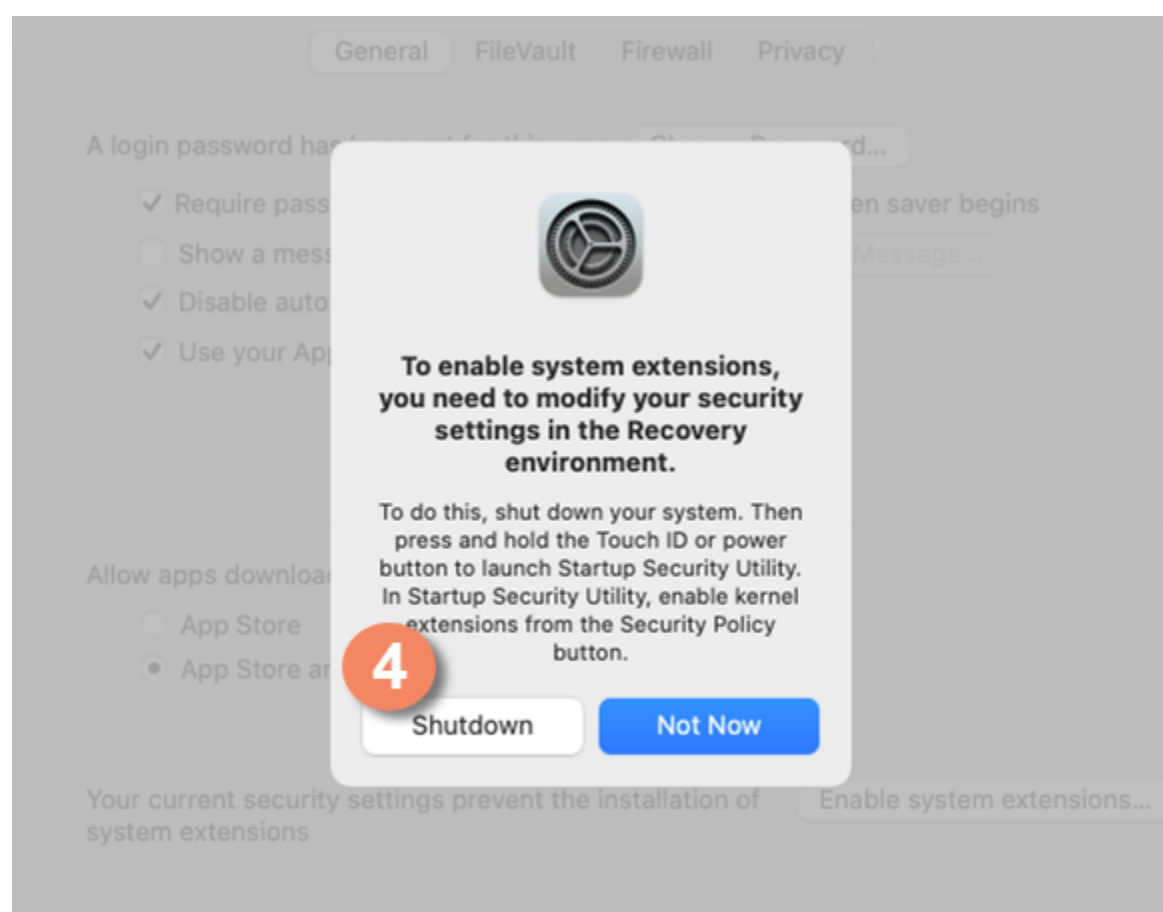 General FileVault Firewall Privacy
A login password has
Require pass
en saver begins
Show a mess
Message...
Disable auto
Use your App
To enable system extensions,
you need to modify your security
settings in the Recovery
environment.
To do this, shut down your system. Then
press and hold the Touch ID or power
button to launch Startup Security Utility.
In Startup Security Utility, enable kernel
extensions from the Security Policy
button.
Allow apps downloa
App Store
App Store an
4
Shutdown Not Now
Your current security settings prevent the installation of Enable system extensions...
system extensions